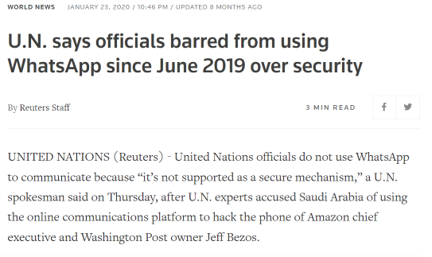 WORLD NEWS JANUARY 23, 2020 / 10:46 PM / UPDATED 8 MONTHS AGO
U.N. says officials barred from using
WhatsApp since June 2019 over security
By Reuters Staff 3 MIN READ
UNITED NATIONS (Reuters) - United Nations officials do not use WhatsApp
to communicate because “it’s not supported as a secure mechanism,” a U.N.
spokesman said on Thursday, after U.N. experts accused Saudi Arabia of using
the online communications platform to hack the phone of Amazon chief
executive and Washington Post owner Jeff Bezos.